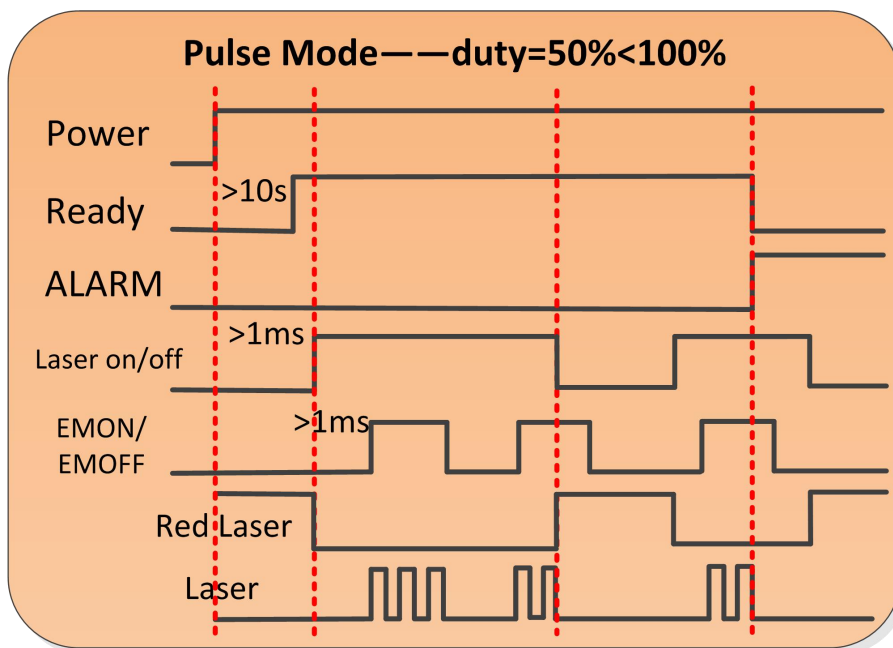 Pulse Mode——duty=50%<100%
Power
>10s
Ready
ALARM
>1ms
Laser on/off
>1ms
EMON/
EMOFF
Red Laser
Laser